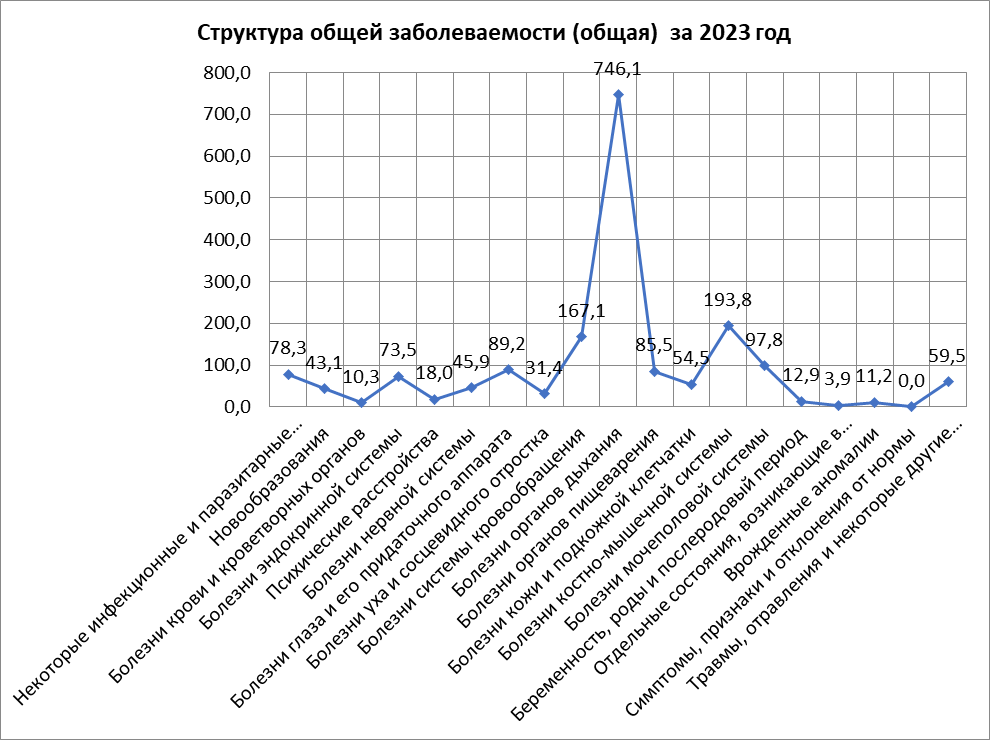 Структура общей заболеваемости (общая) за 2023 год
800,0
700,0
600,0
500,0
400,0
300,0
200,0
100,0
0,0
78,3
43,1
10,3
73,5
18,0
45,9
89,2
31,4
167,1
746,1
85,5
54,5
193,8
97,8
12,9
3,9
11,2
0,0
59,5
Некоторые инфекционные и паразитарные...
Новообразования
Болезни крови и кроветворных органов
Болезни эндокринной системы
Психические расстройства
Болезни нервной системы
Болезни глаза и его придаточного аппарата
Болезни уха и сосцевидного отростка
Болезни системы кровообращения
Болезни органов дыхания
Болезни органов пищеварения
Болезни кожи и подкожной клетчатки
Болезни костно-мышечной системы
Болезни мочеполовой системы
Беременность, роды и послеродовый период
Отдельные состояния, возникающие в...
Врожденные аномалии
Симптомы, признаки и отклонения от нормы
Травмы, отравления и некоторые другие...